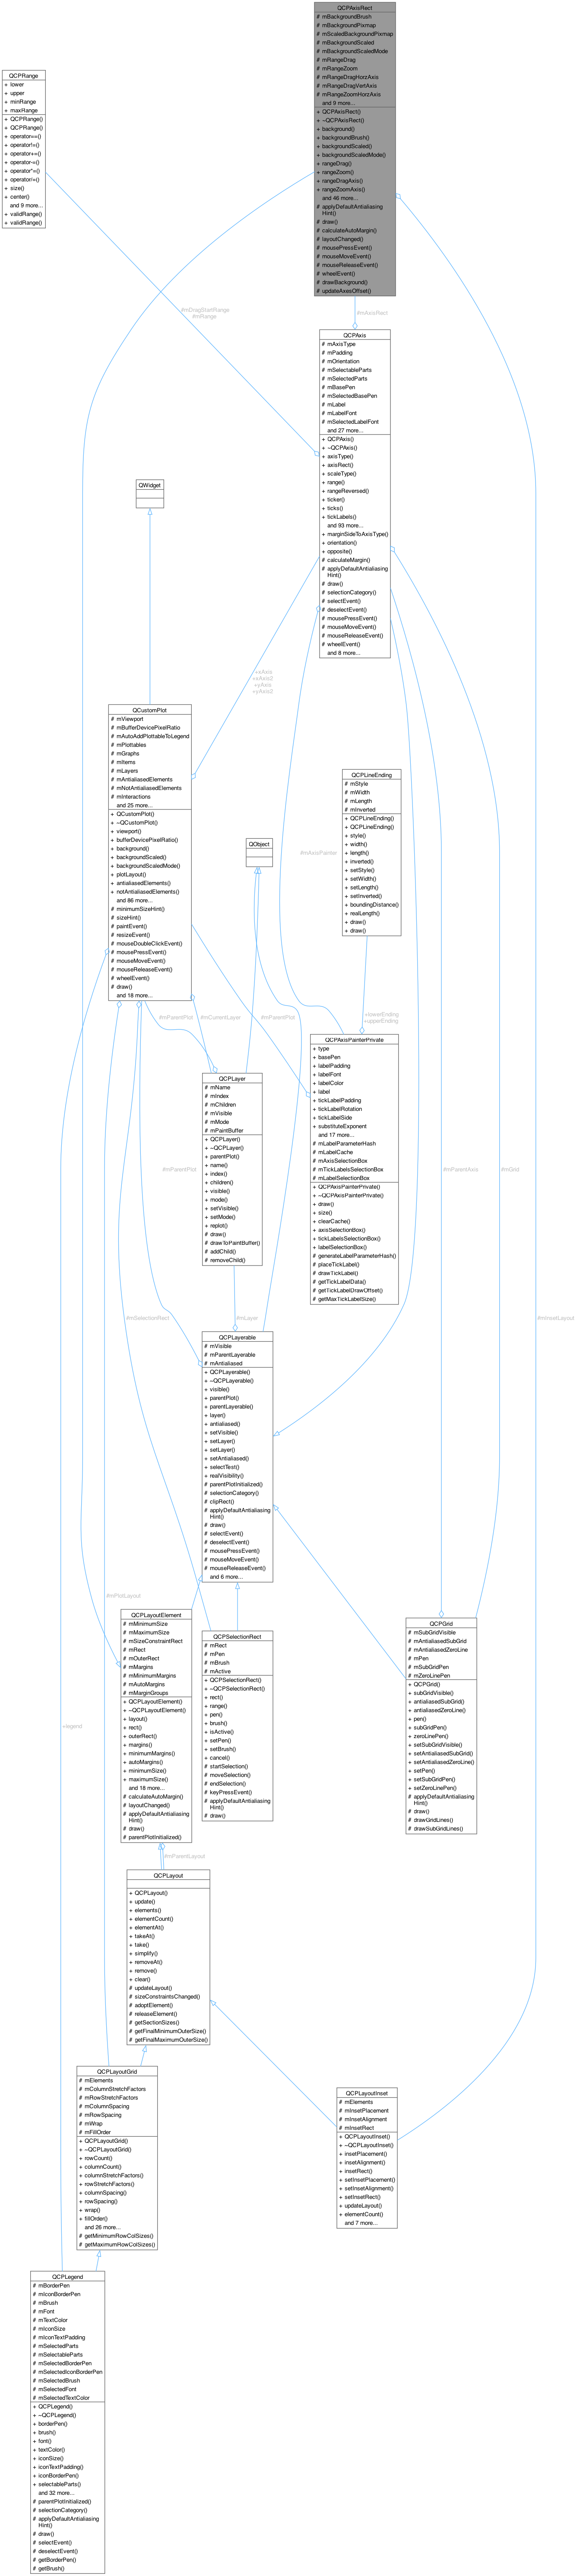 QCPAxisRect
# mBackgroundBrush
# mBackgroundPixmap
# mScaledBackgroundPixmap
# mBackgroundScaled
# mBackgroundScaledMode
# mRangeDrag
# mRangeZoom
# mRangeDragHorzAxis
# mRangeDragVertAxis
# mRangeZoomHorzAxis
and 9 more...
+ QCPAxisRect()
+ ~QCPAxisRect()
+ background()
+ backgroundBrush()
+ backgroundScaled()
+ backgroundScaledMode()
+ rangeDrag()
+ rangeZoom()
+ rangeDragAxis()
+ rangeZoomAxis()
and 46 more...
# applyDefaultAntialiasing
Hint()
# draw()
# calculateAutoMargin()
# layoutChanged()
# mousePressEvent()
# mouseMoveEvent()
# mouseReleaseEvent()
# wheelEvent()
# drawBackground()
# updateAxesOffset()
QCPRange
+ lower
+ upper
+ minRange
+ maxRange
+ QCPRange()
+ QCPRange()
+ operator==()
+ operator!=()
+ operator+=()
+ operator-=()
+ operator*=()
+ operator/=()
+ size()
+ center()
and 9 more...
+ validRange()
+ validRange()
#mDragStartRange
#mRange
#mAxisRect
QCPAxis
# mAxisType
# mPadding
# mOrientation
# mSelectableParts
# mSelectedParts
# mBasePen
# mSelectedBasePen
# mLabel
# mLabelFont
# mSelectedLabelFont
and 27 more...
+ QCPAxis()
+ ~QCPAxis()
+ axisType()
+ axisRect()
+ scaleType()
+ range()
+ rangeReversed()
+ ticker()
+ ticks()
+ tickLabels()
and 93 more...
+ marginSideToAxisType()
+ orientation()
+ opposite()
# calculateMargin()
# applyDefaultAntialiasing
Hint()
# draw()
# selectionCategory()
# selectEvent()
# deselectEvent()
# mousePressEvent()
# mouseMoveEvent()
# mouseReleaseEvent()
# wheelEvent()
and 8 more...
QWidget
+xAxis
+xAxis2
+yAxis
+yAxis2
QCustomPlot
# mViewport
# mBufferDevicePixelRatio
# mAutoAddPlottableToLegend
# mPlottables
# mGraphs
# mItems
# mLayers
# mAntialiasedElements
# mNotAntialiasedElements
# mInteractions
and 25 more...
+ QCustomPlot()
+ ~QCustomPlot()
+ viewport()
+ bufferDevicePixelRatio()
+ background()
+ backgroundScaled()
+ backgroundScaledMode()
+ plotLayout()
+ antialiasedElements()
+ notAntialiasedElements()
and 86 more...
# minimumSizeHint()
# sizeHint()
# paintEvent()
# resizeEvent()
# mouseDoubleClickEvent()
# mousePressEvent()
# mouseMoveEvent()
# mouseReleaseEvent()
# wheelEvent()
# draw()
and 18 more...
QCPLineEnding
# mStyle
# mWidth
# mLength
# mInverted
+ QCPLineEnding()
+ QCPLineEnding()
+ style()
+ width()
+ length()
+ inverted()
+ setStyle()
+ setWidth()
+ setLength()
+ setInverted()
+ boundingDistance()
+ realLength()
+ draw()
+ draw()
QObject
#mAxisPainter
#mParentPlot
#mCurrentLayer
#mParentPlot
+lowerEnding
+upperEnding
QCPAxisPainterPrivate
+ type
+ basePen
+ labelPadding
+ labelFont
+ labelColor
+ label
+ tickLabelPadding
+ tickLabelRotation
+ tickLabelSide
+ substituteExponent
and 17 more...
# mLabelParameterHash
# mLabelCache
# mAxisSelectionBox
# mTickLabelsSelectionBox
# mLabelSelectionBox
+ QCPAxisPainterPrivate()
+ ~QCPAxisPainterPrivate()
+ draw()
+ size()
+ clearCache()
+ axisSelectionBox()
+ tickLabelsSelectionBox()
+ labelSelectionBox()
# generateLabelParameterHash()
# placeTickLabel()
# drawTickLabel()
# getTickLabelData()
# getTickLabelDrawOffset()
# getMaxTickLabelSize()
QCPLayer
# mName
# mIndex
# mChildren
# mVisible
# mMode
# mPaintBuffer
+ QCPLayer()
+ ~QCPLayer()
+ parentPlot()
+ name()
+ index()
+ children()
+ visible()
+ mode()
+ setVisible()
+ setMode()
+ replot()
# draw()
# drawToPaintBuffer()
# addChild()
# removeChild()
#mParentPlot
#mParentAxis
#mGrid
#mSelectionRect
#mLayer
#mInsetLayout
QCPLayerable
# mVisible
# mParentLayerable
# mAntialiased
+ QCPLayerable()
+ ~QCPLayerable()
+ visible()
+ parentPlot()
+ parentLayerable()
+ layer()
+ antialiased()
+ setVisible()
+ setLayer()
+ setLayer()
+ setAntialiased()
+ selectTest()
+ realVisibility()
# parentPlotInitialized()
# selectionCategory()
# clipRect()
# applyDefaultAntialiasing
Hint()
# draw()
# selectEvent()
# deselectEvent()
# mousePressEvent()
# mouseMoveEvent()
# mouseReleaseEvent()
and 6 more...
#mPlotLayout
QCPLayoutElement
# mMinimumSize
# mMaximumSize
# mSizeConstraintRect
# mRect
# mOuterRect
# mMargins
# mMinimumMargins
# mAutoMargins
# mMarginGroups
+ QCPLayoutElement()
+ ~QCPLayoutElement()
+ layout()
+ rect()
+ outerRect()
+ margins()
+ minimumMargins()
+ autoMargins()
+ minimumSize()
+ maximumSize()
and 18 more...
# calculateAutoMargin()
# layoutChanged()
# applyDefaultAntialiasing
Hint()
# draw()
# parentPlotInitialized()
QCPSelectionRect
# mRect
# mPen
# mBrush
# mActive
+ QCPSelectionRect()
+ ~QCPSelectionRect()
+ rect()
+ range()
+ pen()
+ brush()
+ isActive()
+ setPen()
+ setBrush()
+ cancel()
# startSelection()
# moveSelection()
# endSelection()
# keyPressEvent()
# applyDefaultAntialiasing
Hint()
# draw()
QCPGrid
# mSubGridVisible
# mAntialiasedSubGrid
# mAntialiasedZeroLine
# mPen
# mSubGridPen
# mZeroLinePen
+ QCPGrid()
+ subGridVisible()
+ antialiasedSubGrid()
+ antialiasedZeroLine()
+ pen()
+ subGridPen()
+ zeroLinePen()
+ setSubGridVisible()
+ setAntialiasedSubGrid()
+ setAntialiasedZeroLine()
+ setPen()
+ setSubGridPen()
+ setZeroLinePen()
# applyDefaultAntialiasing
Hint()
# draw()
# drawGridLines()
# drawSubGridLines()
+legend
#mParentLayout
QCPLayout
+ QCPLayout()
+ update()
+ elements()
+ elementCount()
+ elementAt()
+ takeAt()
+ take()
+ simplify()
+ removeAt()
+ remove()
+ clear()
# updateLayout()
# sizeConstraintsChanged()
# adoptElement()
# releaseElement()
# getSectionSizes()
# getFinalMinimumOuterSize()
# getFinalMaximumOuterSize()
QCPLayoutGrid
# mElements
# mColumnStretchFactors
# mRowStretchFactors
# mColumnSpacing
# mRowSpacing
# mWrap
# mFillOrder
+ QCPLayoutGrid()
+ ~QCPLayoutGrid()
+ rowCount()
+ columnCount()
+ columnStretchFactors()
+ rowStretchFactors()
+ columnSpacing()
+ rowSpacing()
+ wrap()
+ fillOrder()
and 26 more...
# getMinimumRowColSizes()
# getMaximumRowColSizes()
QCPLayoutInset
# mElements
# mInsetPlacement
# mInsetAlignment
# mInsetRect
+ QCPLayoutInset()
+ ~QCPLayoutInset()
+ insetPlacement()
+ insetAlignment()
+ insetRect()
+ setInsetPlacement()
+ setInsetAlignment()
+ setInsetRect()
+ updateLayout()
+ elementCount()
and 7 more...
QCPLegend
# mBorderPen
# mIconBorderPen
# mBrush
# mFont
# mTextColor
# mIconSize
# mIconTextPadding
# mSelectedParts
# mSelectableParts
# mSelectedBorderPen
# mSelectedIconBorderPen
# mSelectedBrush
# mSelectedFont
# mSelectedTextColor
+ QCPLegend()
+ ~QCPLegend()
+ borderPen()
+ brush()
+ font()
+ textColor()
+ iconSize()
+ iconTextPadding()
+ iconBorderPen()
+ selectableParts()
and 32 more...
# parentPlotInitialized()
# selectionCategory()
# applyDefaultAntialiasing
Hint()
# draw()
# selectEvent()
# deselectEvent()
# getBorderPen()
# getBrush()